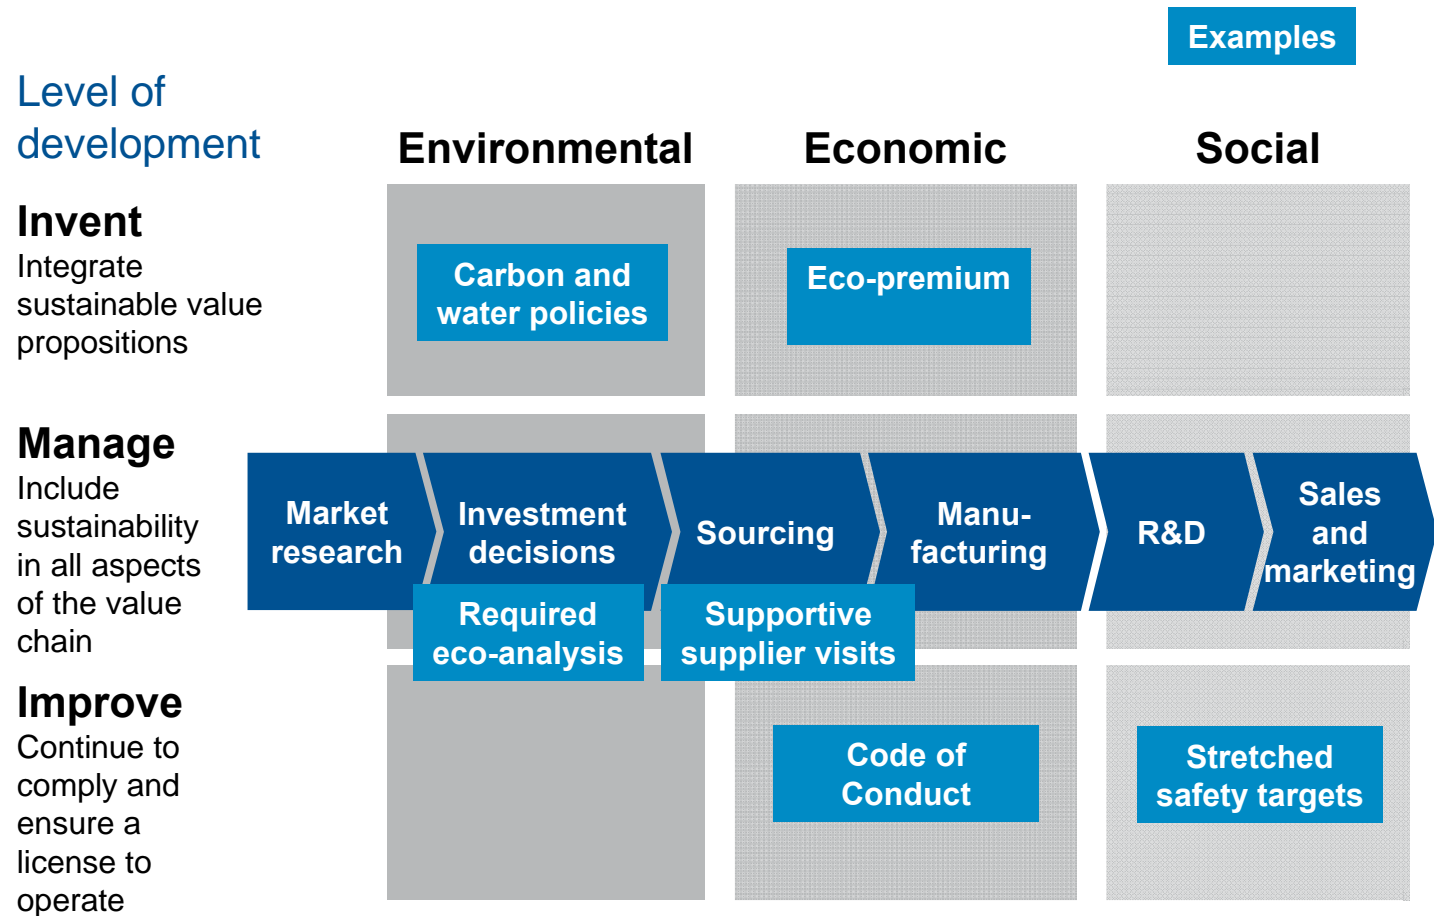 Examples
Level of
development
Environmental
Economic
Social
Invent
Integrate
sustainable value
propositions
Carbon and
water policies
Eco-premium
Manage
Include
sustainability
in all aspects
of the value
chain
Market
research
Investment
decisions
Sourcing
Manu-
facturing
R&D
Sales
and
marketing
Required
eco-analysis
Supportive
supplier visits
Improve
Continue to
comply and
ensure a
license to
operate
Code of
Conduct
Stretched
safety targets